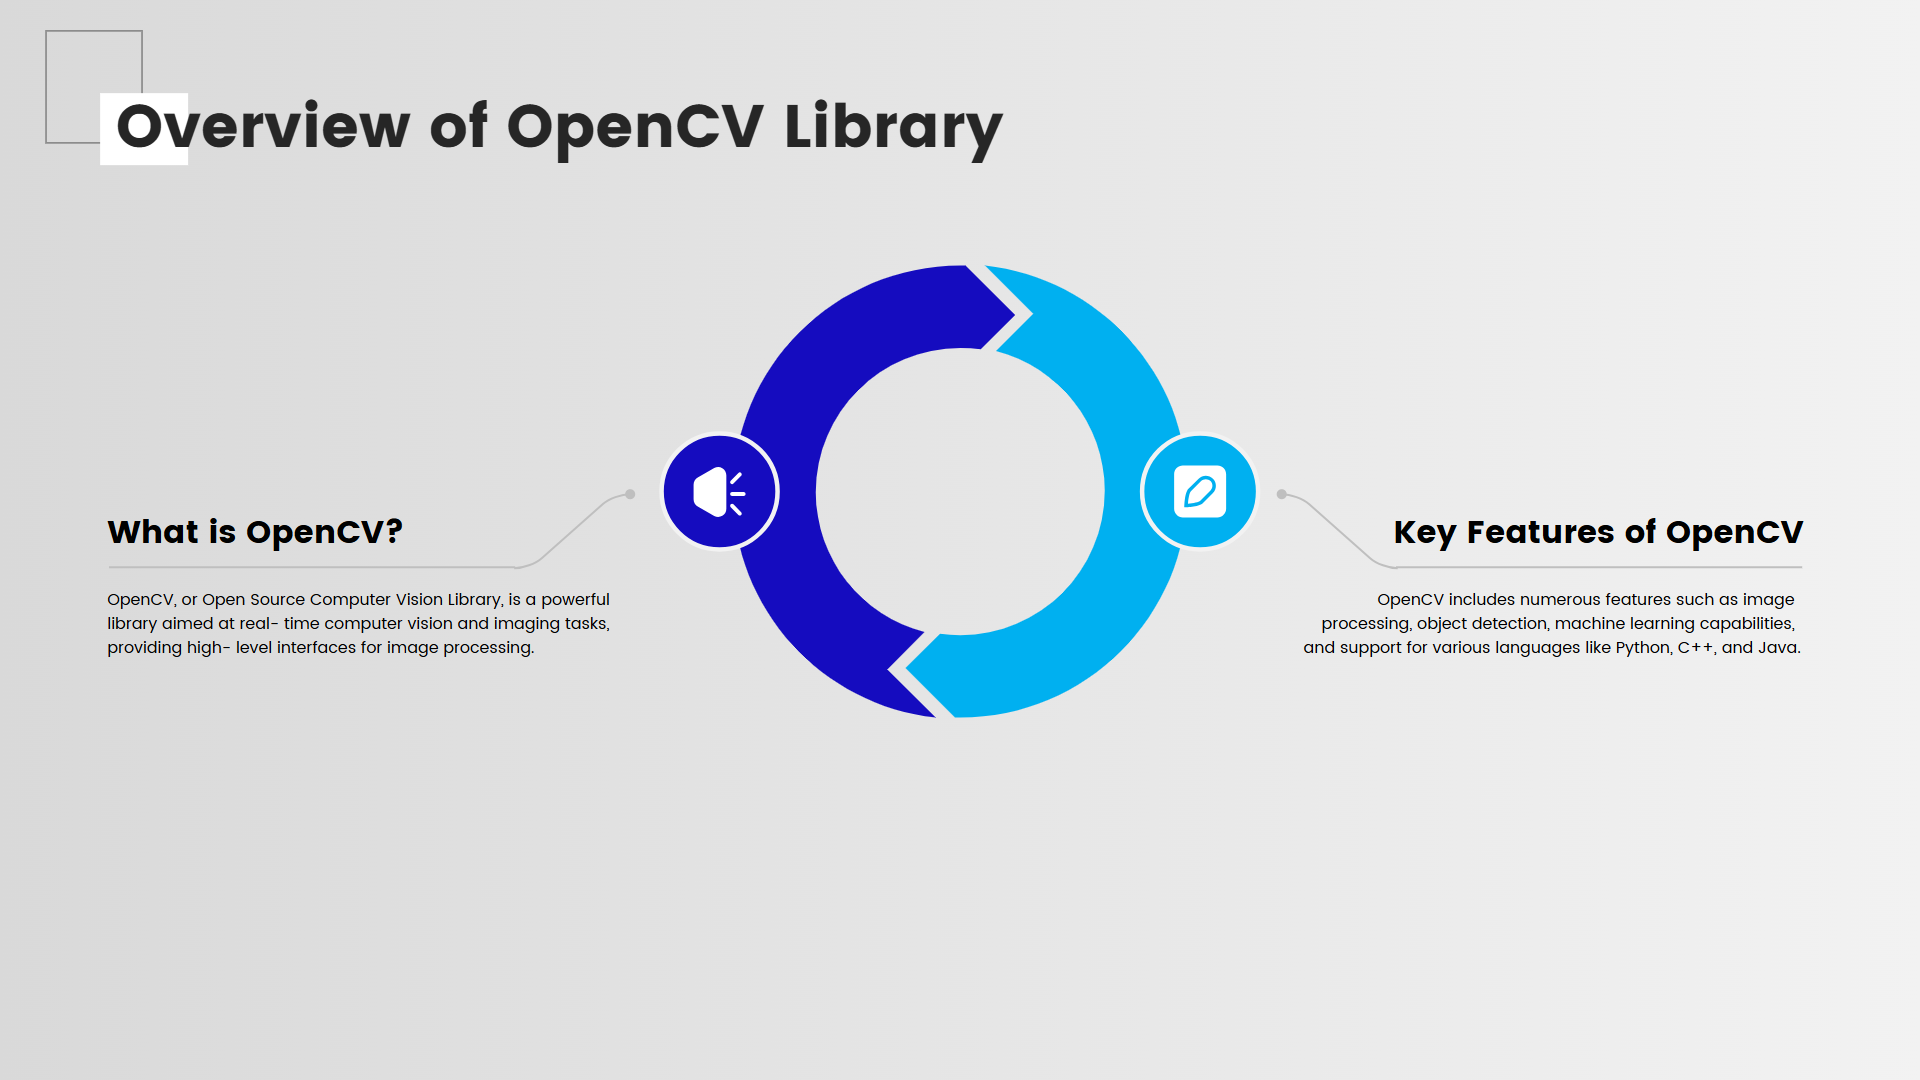 Overview of OpenCV Library
What is OpenCV?
OpenCV, or Open Source Computer Vision Library, is a powerful
library aimed at real- time computer vision and imaging tasks,
providing high- level interfaces for image processing.
Key Features of OpenCV
OpenCV includes numerous features such as image
processing, object detection, machine learning capabilities,
and support for various languages like Python, C++, and Java.